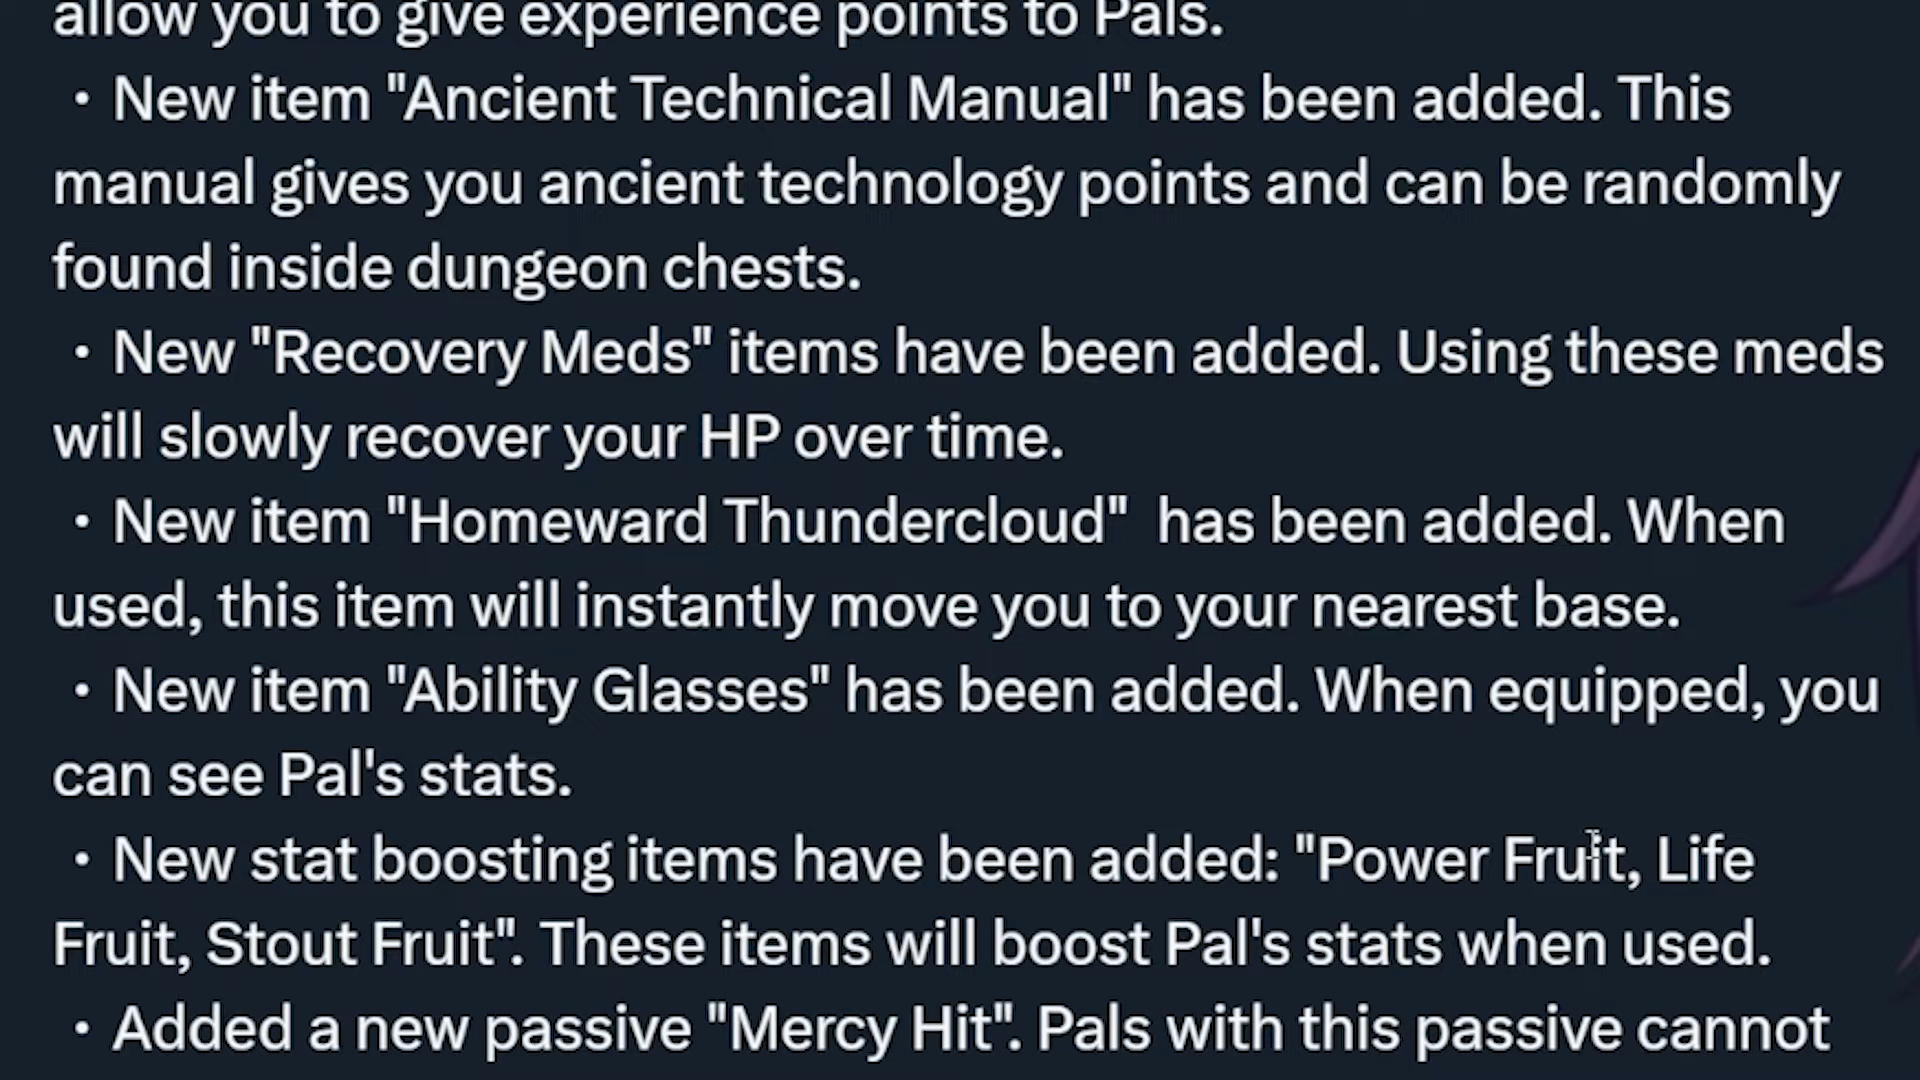 allow you to give experience points to Pals.
・New item "Ancient Technical Manual" has been added. This
manual gives you ancient technology points and can be randomly
found inside dungeon chests.
・New "Recovery Meds" items have been added. Using these meds
will slowly recover your HP over time.
・New item "Homeward Thundercloud"  has been added. When
used, this item will instantly move you to your nearest base.
・New item "Ability Glasses" has been added. When equipped, you
can see Pal's stats.
・New stat boosting items have been added: "Power Fruit, Life
Fruit, Stout Fruit". These items will boost Pal's stats when used.
・Added a new passive "Mercy Hit". Pals with this passive cannot